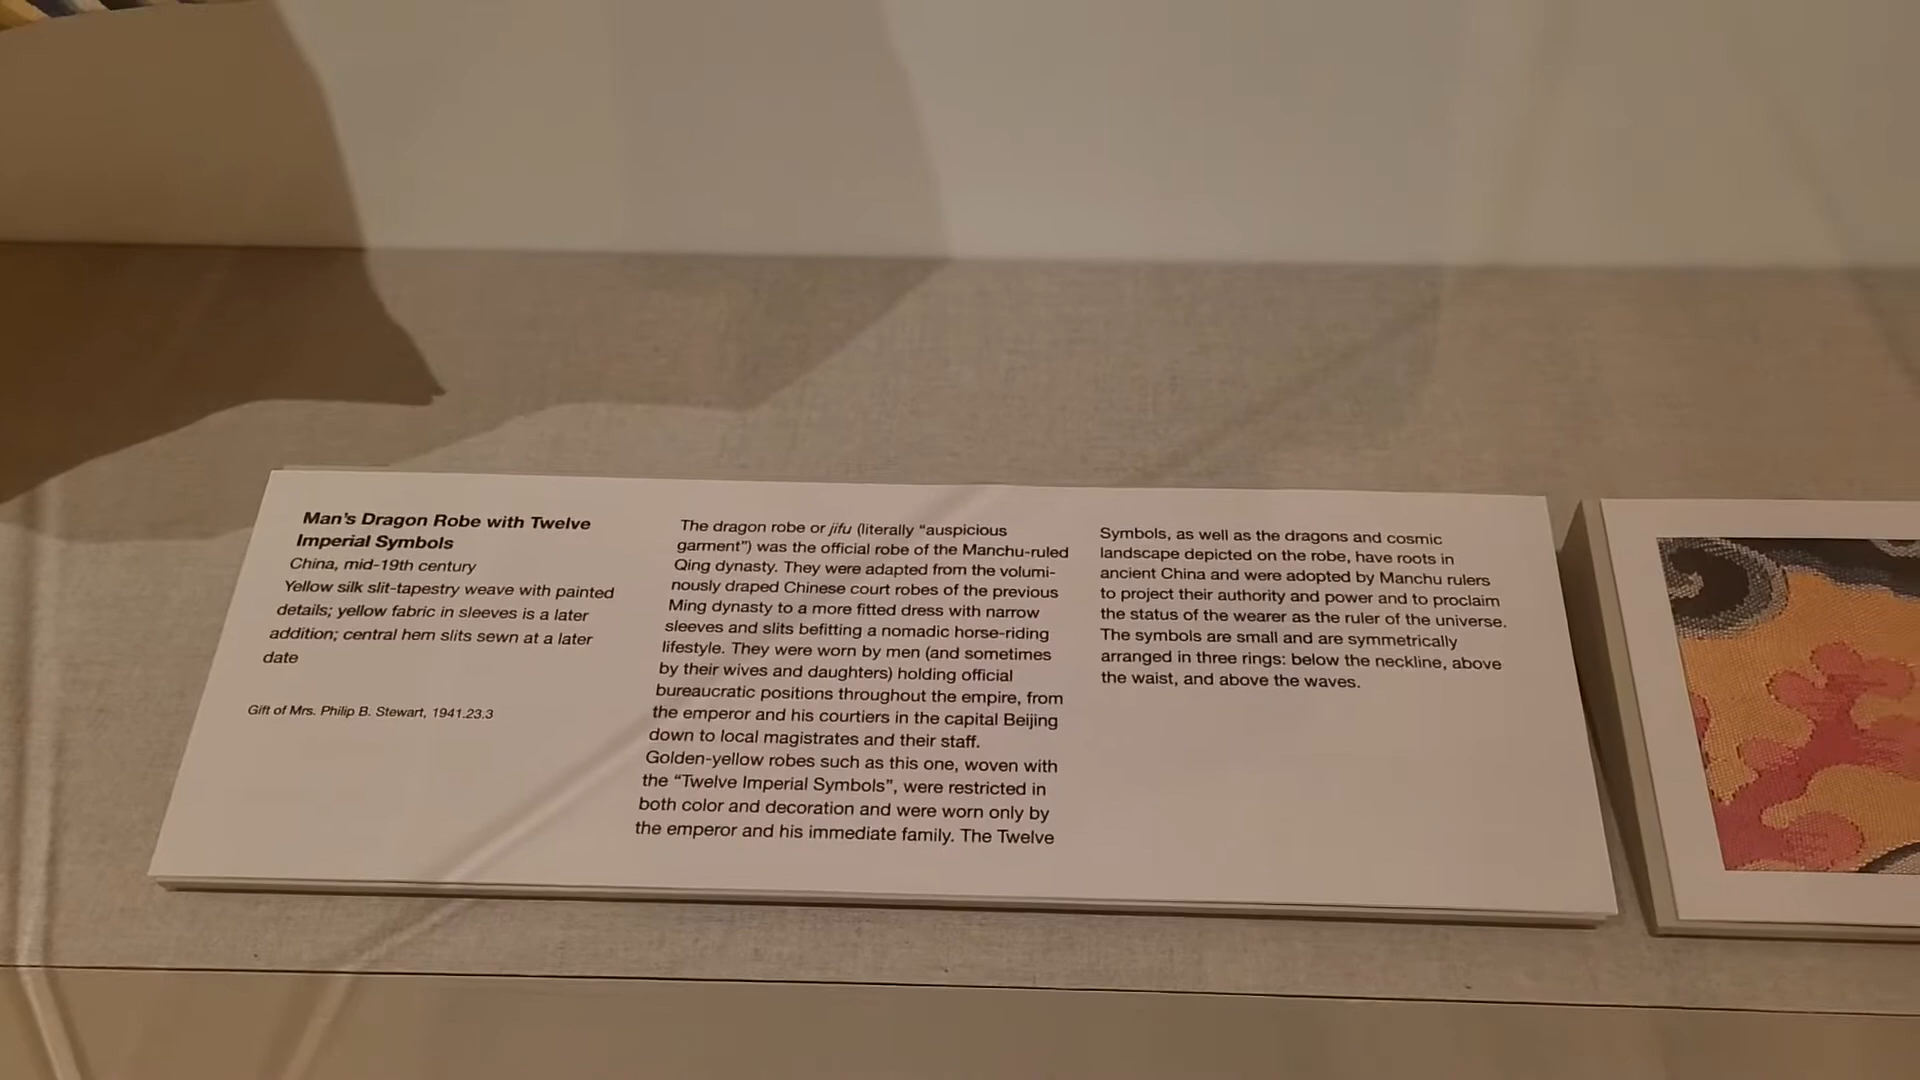 Man's Dragon Robe with Twelve
Imperial Symbols
China, mid-19th century
Yellow silk slit-tapestry weave with painted
details; yellow fabric in sleeves is a later
addition; central hem slits sewn at a later
date
Gift of Mrs. Philip B. Stewart, 1941.23.3
The dragon robe or jifu (literally “auspicious
garment”) was the official robe of the Manchu-ruled
Qing dynasty. They were adapted from the volumi-
nously draped Chinese court robes of the previous
Ming dynasty to a more fitted dress with narrow
sleeves and slits befitting a nomadic horse-riding
lifestyle. They were worn by men (and sometimes
by their wives and daughters) holding official
bureaucratic positions throughout the empire, from
the emperor and his courtiers in the capital Beijing
down to local magistrates and their staff.
Golden-yellow robes such as this one, woven with
the “Twelve Imperial Symbols”, were restricted in
both color and decoration and were worn only by
the emperor and his immediate family. The Twelve
Symbols, as well as the dragons and cosmic
landscape depicted on the robe, have roots in
ancient China and were adopted by Manchu rulers
to project their authority and power and to proclaim
the status of the wearer as the ruler of the universe.
The symbols are small and are symmetrically
arranged in three rings: below the neckline, above
the waist, and above the waves.